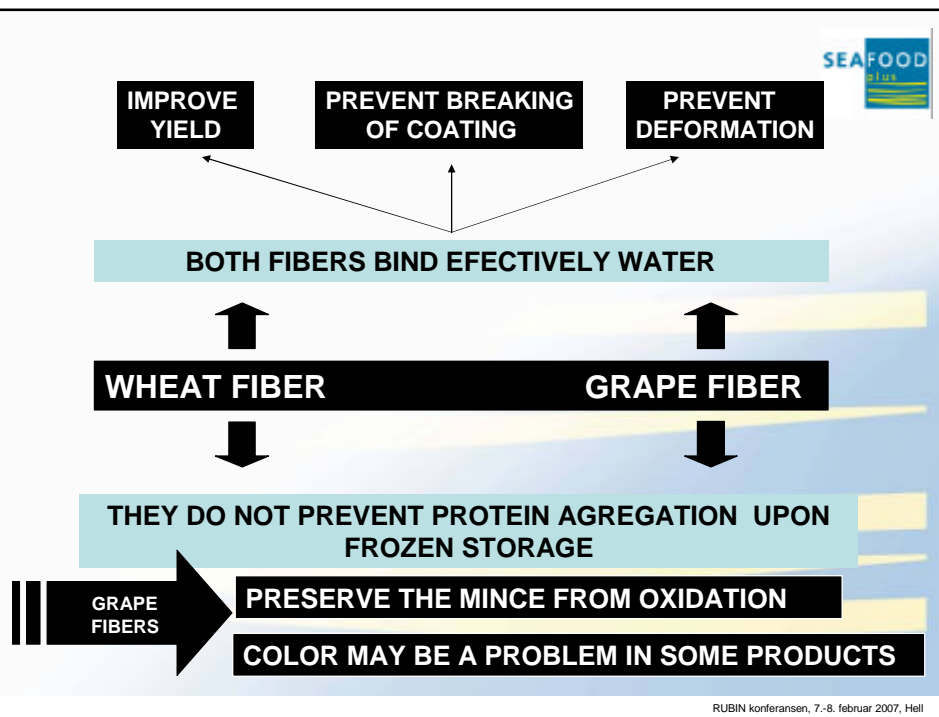 SEAFOOD
plus
IMPROVE
YIELD
PREVENT BREAKING
OF COATING
PREVENT
DEFORMATION
BOTH FIBERS BIND EFECTIVELY WATER
WHEAT FIBER
GRAPE FIBER
THEY DO NOT PREVENT PROTEIN AGREGATION UPON
FROZEN STORAGE
GRAPE
FIBERS
PRESERVE THE MINCE FROM OXIDATION
COLOR MAY BE A PROBLEM IN SOME PRODUCTS
RUBIN konferansen, 7.-8. februar 2007, Hell